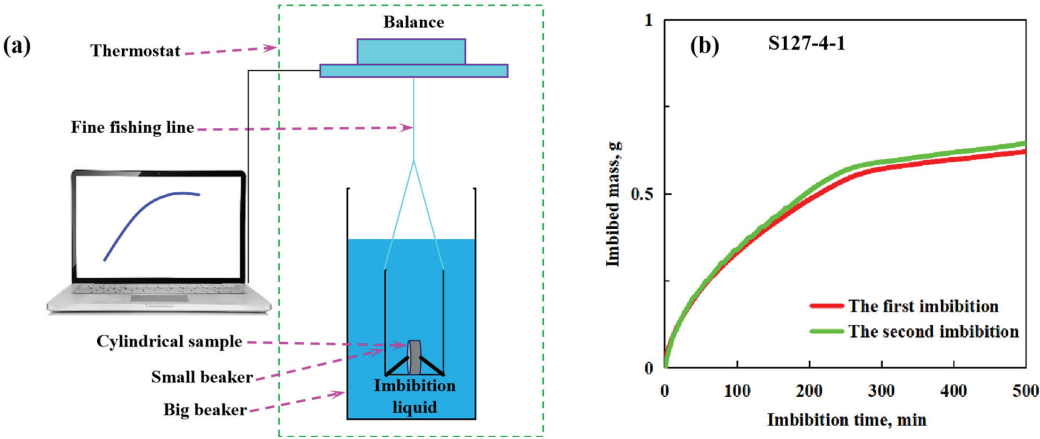 (a)
Balance
Thermostat
Fine fishing line
Cylindrical sample
Small beaker
Big beaker
Imbibition
liquid
(b)
S127-4-1
1
0.5
0
Imbibed mass, g
The first imbibition
The second imbibition
0 100 200 300 400 500
Imbibition time, min